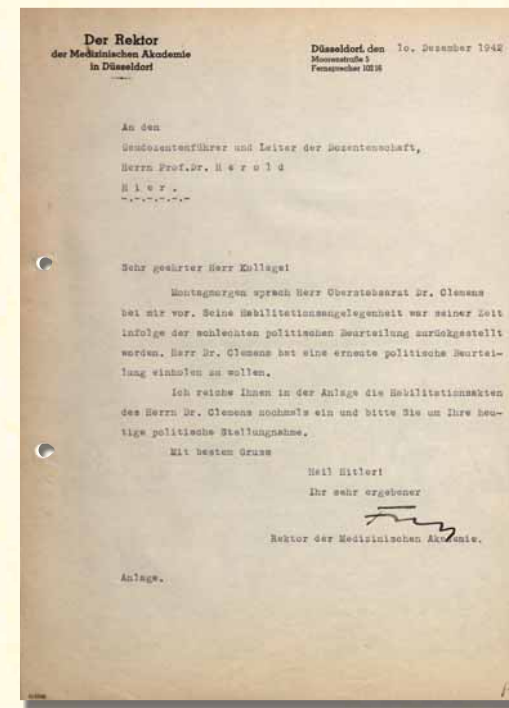 Der Rektor
der Medizinischen Akademie
in Düsseldorf
Düsseldorf, den 10. Dezember 1942
Moorenstraße 5
Fernsprecher 10216
An den
Gaudozentenführer und Leiter der Dozentenschaft,
Herrn Prof.Dr. H e r o l d
H i e r .
-.-.-.-.-.-
Sehr geehrter Herr Kollege!
Montagmorgen sprach Herr Oberstabsarzt Dr. Clemens
bei mir vor. Seine Habilitationsangelegenheit war seiner Zeit
infolge der schlechten politischen Beurteilung zurückgestellt
worden. Herr Dr. Clemens bat eine erneute politische Beurtei-
lung einholen zu wollen.
Ich reiche Ihnen in der Anlage die Habilitationsakten
des Herrn Dr. Clemens nochmals ein und bitte Sie um Ihre heu-
tige politische Stellungnahme.
Mit bestem Gruss
Heil Hitler!
Ihr sehr ergebener
Rektor der Medizinischen Akademie.
Anlage.